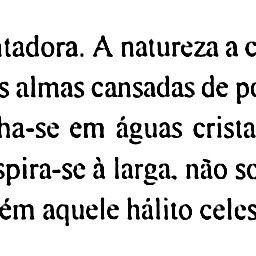 tadora. A natureza a c
s almas cansadas de po
ha-se em águas crista
spira-se à larga, não so
ém aquele hálito celes